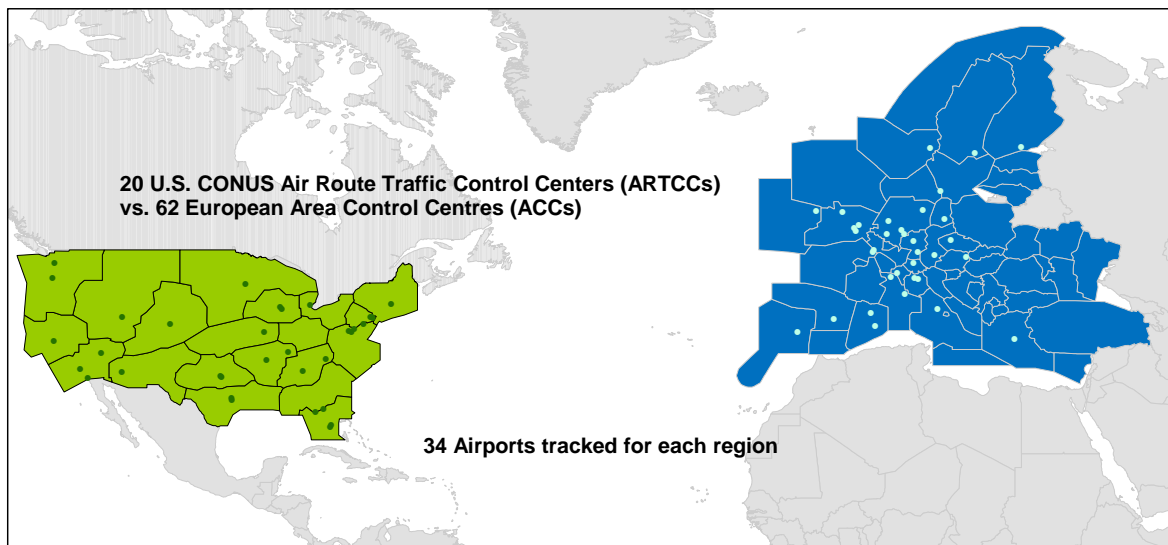 20 U.S. CONUS Air Route Traffic Control Centers (ARTCCs)
vs. 62 European Area Control Centres (ACCs)
34 Airports tracked for each region